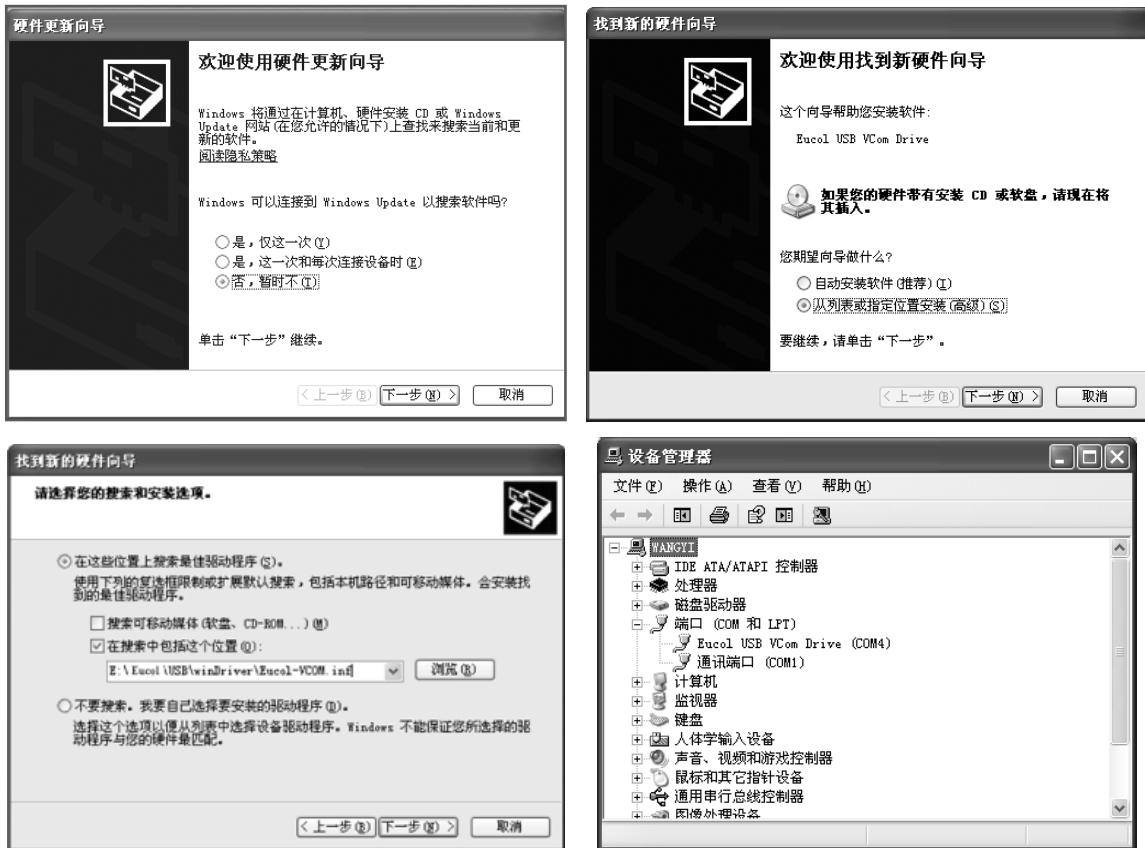 硬件更新向导
欢迎使用硬件更新向导
Windows 将通过在计算机、硬件安装 CD 或 Windows
Update 网站(在您允许的情况下)上查找来搜索当前和更
新的软件。
阅读隐私策略
Windows 可以连接到 Windows Update 以搜索软件吗?
是，仅这一次(Y)
是，这一次和每次连接设备时(E)
否，暂时不(T)
单击“下一步”继续。
< 上一步(B) 下一步(N) > 取消
找到新的硬件向导
欢迎使用找到新硬件向导
这个向导帮助您安装软件:
Eucol USB VCom Drive
如果您的硬件带有安装 CD 或软盘，请现在将
其插入。
您期望向导做什么?
自动安装软件(推荐)(I)
从列表或指定位置安装(高级)(S)
要继续，请单击“下一步”。
< 上一步(B) 下一步(N) > 取消
找到新的硬件向导
请选择您的搜索和安装选项。
在这些位置上搜索最佳驱动程序(S)。
使用下列的复选框限制或扩展默认搜索，包括本机路径和可移动媒体。会安装找
到的最佳驱动程序。
搜索可移动媒体(软盘、CD-ROM...)(M)
在搜索中包括这个位置(O):
E:\Eucol\USB\winDriver\Eucol-VCOM.inf 浏览(R)
不要搜索。我要自己选择要安装的驱动程序(D)。
选择这个选项以便从列表中选择设备驱动程序。Windows 不能保证您所选择的驱
动程序与您的硬件最匹配。
< 上一步(B) 下一步(N) > 取消
设备管理器
文件(F) 操作(A) 查看(V) 帮助(H)
WANGYI
IDE ATA/ATAPI 控制器
处理器
磁盘驱动器
端口 (COM 和 LPT)
Eucol USB VCom Drive (COM4)
通讯端口 (COM1)
计算机
监视器
键盘
人体学输入设备
声音、视频和游戏控制器
鼠标和其它指针设备
通用串行总线控制器
图像处理设备